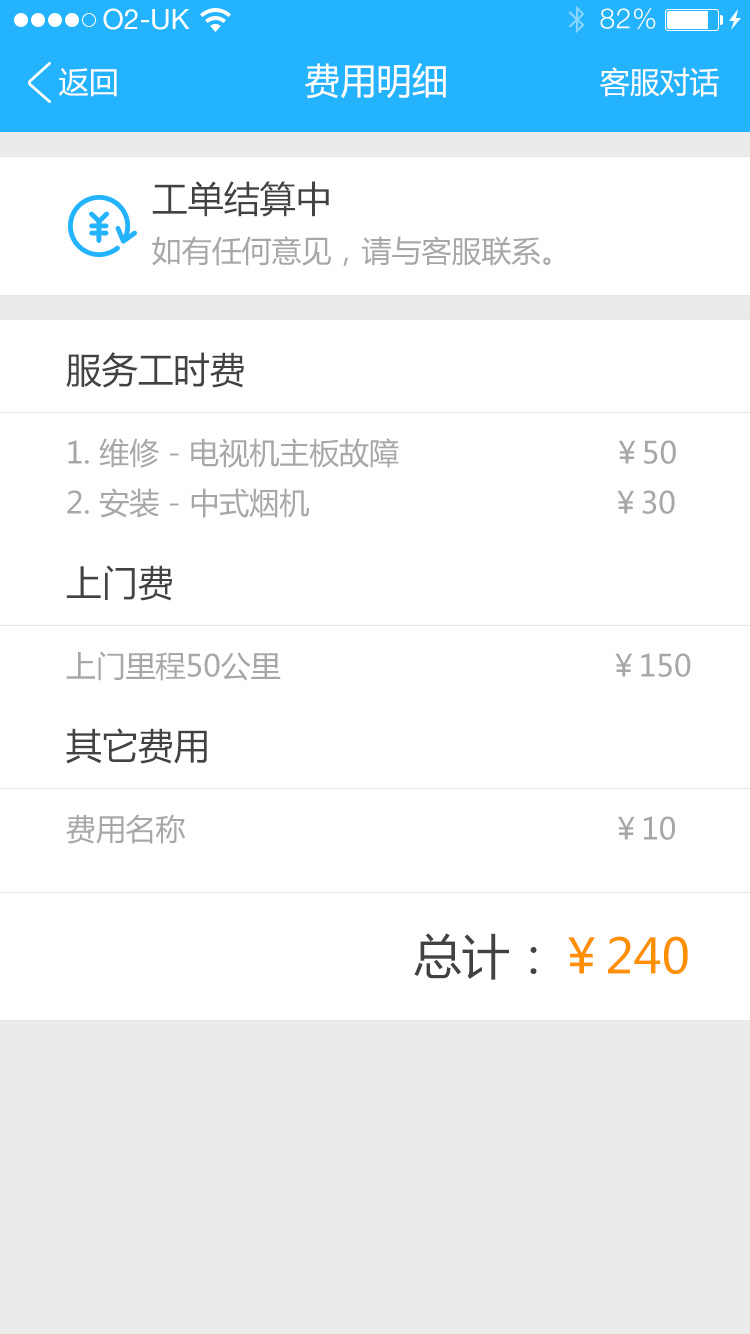 O2-UK 82%
返回 费用明细 客服对话
工单结算中
如有任何意见，请与客服联系。
服务工时费
1. 维修 - 电视机主板故障 ¥50
2. 安装 - 中式烟机 ¥30
上门费
上门里程50公里 ¥150
其它费用
费用名称 ¥10
总计：¥240